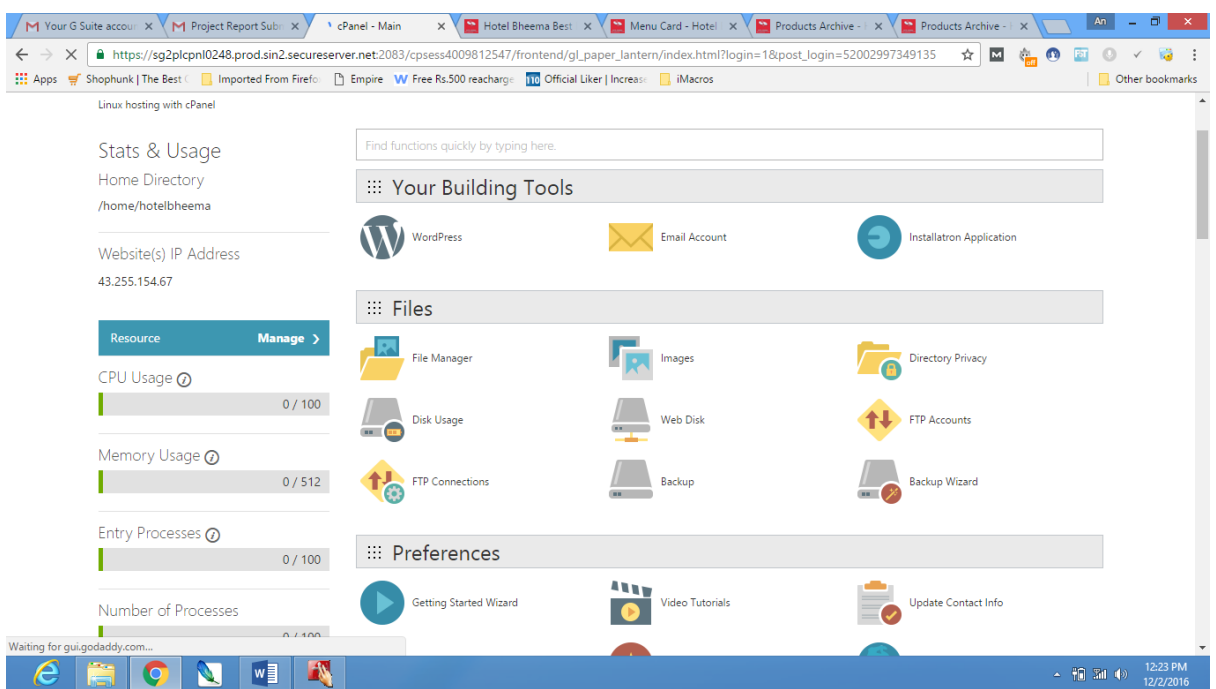 Your G Suite accoun
Project Report Subm
cPanel - Main
Hotel Bheema Best
Menu Card - Hotel
Products Archive -
Products Archive -
An
https://sg2plcpnl0248.prod.sin2.secureserver.net:2083/cpsess4009812547/frontend/gl_paper_lantern/index.html?login=1&post_login=52002997349135
Apps
Shophunk | The Best
Imported From Firefo
Empire
Free Rs.500 reacharge
Official Liker | Increase
iMacros
Other bookmarks
Linux hosting with cPanel
Stats & Usage
Home Directory
/home/hotelbheema
Website(s) IP Address
43.255.154.67
Resource Manage >
CPU Usage
0 / 100
Memory Usage
0 / 512
Entry Processes
0 / 100
Number of Processes
0 / 100
Find functions quickly by typing here.
Your Building Tools
WordPress
Email Account
Installatron Application
Files
File Manager
Images
Directory Privacy
Disk Usage
Web Disk
FTP Accounts
FTP Connections
Backup
Backup Wizard
Preferences
Getting Started Wizard
Video Tutorials
Update Contact Info
Waiting for gui.godaddy.com...
12:23 PM
12/2/2016